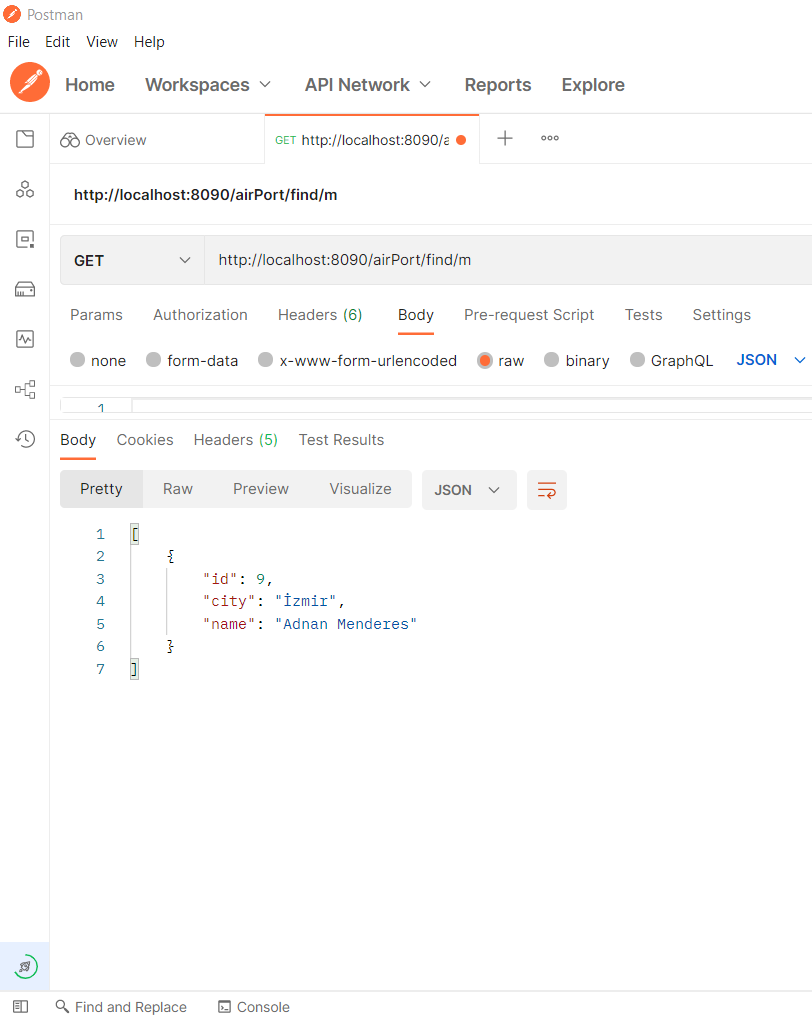 Postman
File Edit View Help
Home Workspaces API Network Reports Explore
Overview GET http://localhost:8090/a
http://localhost:8090/airPort/find/m
GET http://localhost:8090/airPort/find/m
Params Authorization Headers (6) Body Pre-request Script Tests Settings
none form-data x-www-form-urlencoded raw binary GraphQL JSON
1
Body Cookies Headers (5) Test Results
Pretty Raw Preview Visualize JSON
1 [
2 {
3 "id": 9,
4 "city": "İzmir",
5 "name": "Adnan Menderes"
6 }
7 ]
Find and Replace Console